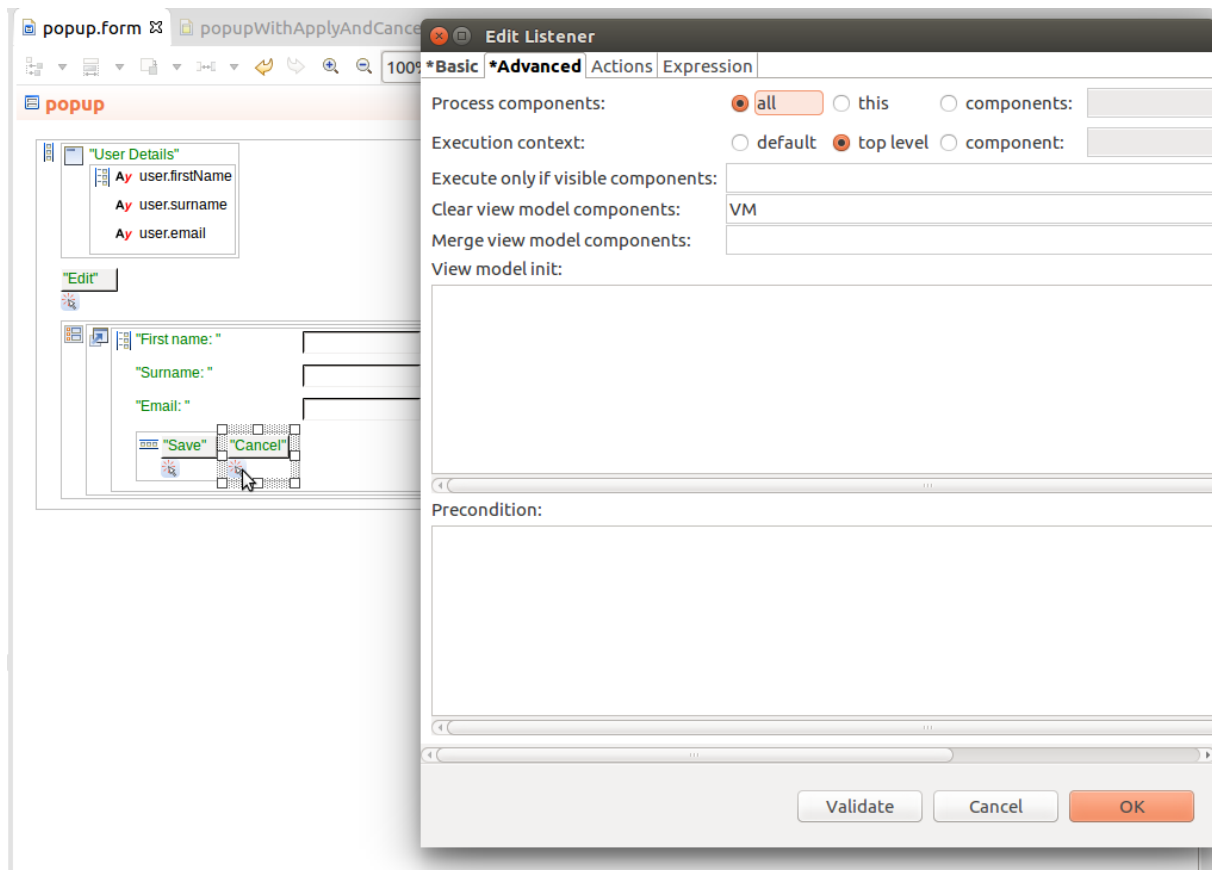 popup.form popupWithApplyAndCance
100%
popup
"User Details"
Ay user.firstName
Ay user.surname
Ay user.email
"Edit"
"First name: "
"Surname: "
"Email: "
"Save" "Cancel"
Edit Listener
*Basic *Advanced Actions Expression
Process components: all this components:
Execution context: default top level component:
Execute only if visible components:
Clear view model components: VM
Merge view model components:
View model init:
Precondition:
Validate Cancel OK